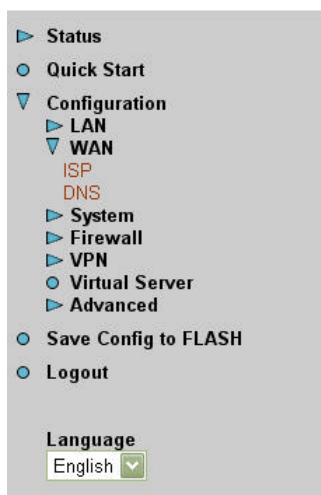 Status
Quick Start
Configuration
LAN
WAN
ISP
DNS
System
Firewall
VPN
Virtual Server
Advanced
Save Config to FLASH
Logout
Language
English